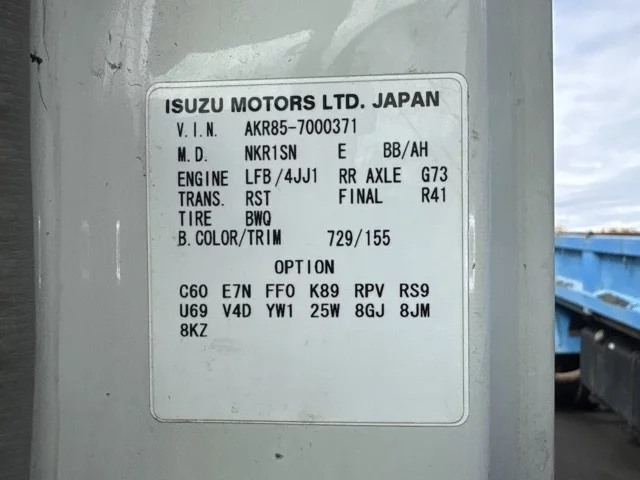 ISUZU MOTORS LTD. JAPAN
V.I.N. AKR85-7000371
M.D. NKR1SN E BB/AH
ENGINE LFB/4JJ1 RR AXLE G73
TRANS. RST FINAL R41
TIRE BWQ
B.COLOR/TRIM 729/155
OPTION
C60 E7N FF0 K89 RPV RS9
U69 V4D YW1 25W 8GJ 8JM
8KZ